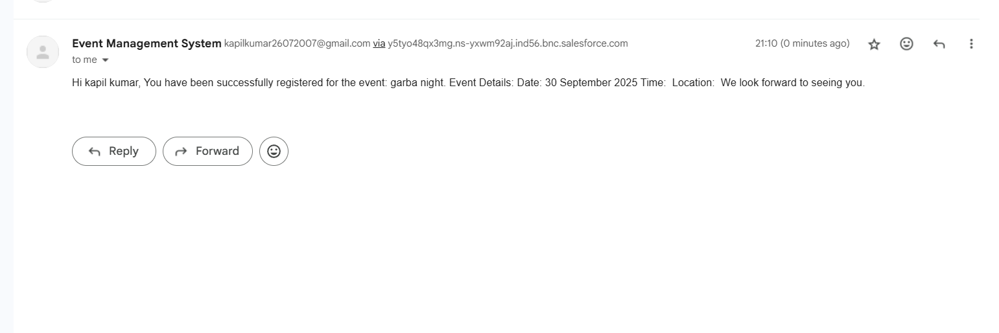 Event Management System kapilkumar26072007@gmail.com via y5tyo48qx3mg.ns-yxwm92aj.ind56.bnc.salesforce.com 21:10 (0 minutes ago)
to me
Hi kapil kumar, You have been successfully registered for the event: garba night. Event Details: Date: 30 September 2025 Time:  Location:  We look forward to seeing you.
Reply Forward